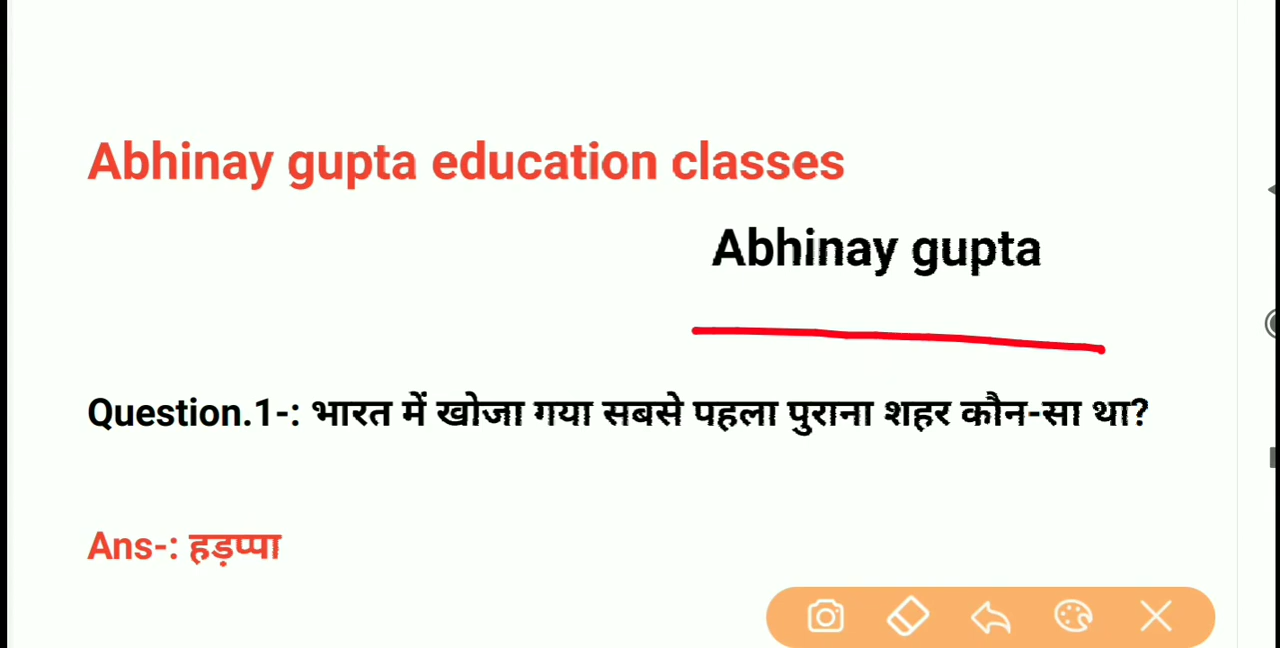 Abhinay gupta education classes
Abhinay gupta
Question.1-: भारत में खोजा गया सबसे पहला पुराना शहर कौन-सा था?
Ans-: हड़प्पा